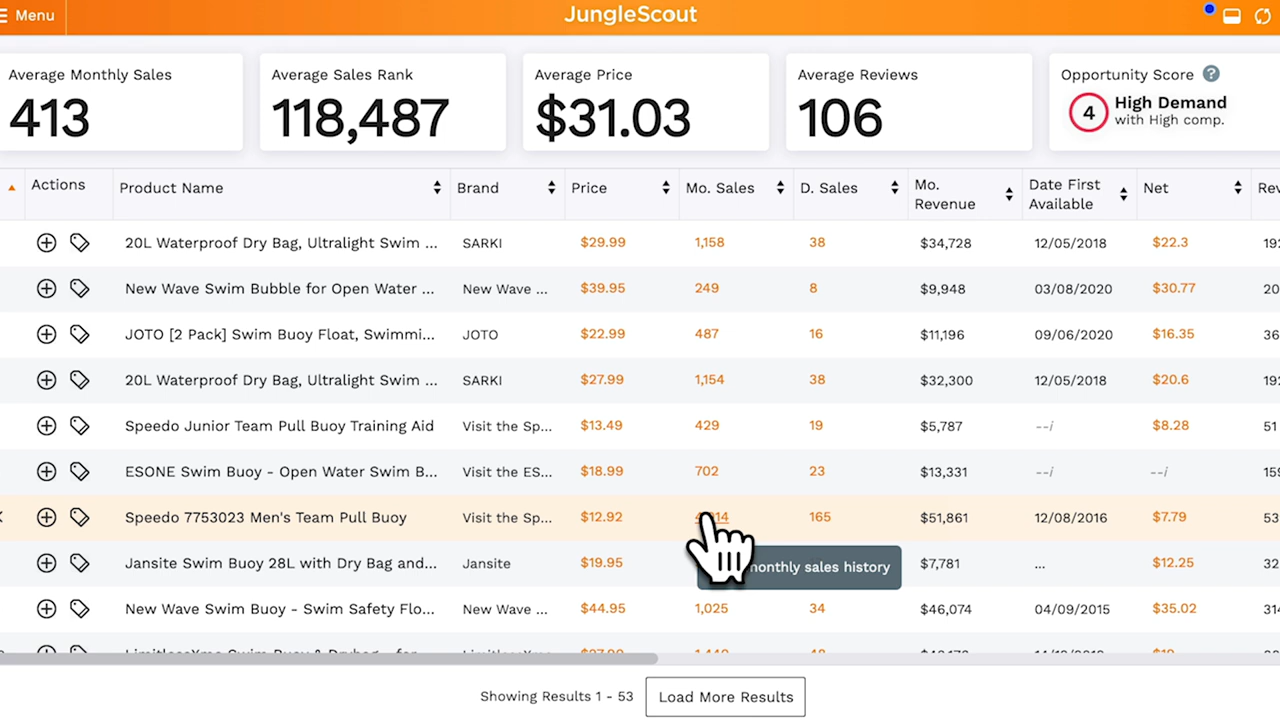 Menu
JungleScout
Average Monthly Sales
413
Average Sales Rank
118,487
Average Price
$31.03
Average Reviews
106
Opportunity Score ?
4 High Demand
with High comp.
Actions Product Name Brand Price Mo. Sales D. Sales Mo. Revenue Date First Available Net Rev
20L Waterproof Dry Bag, Ultralight Swim ... SARKI $29.99 1,158 38 $34,728 12/05/2018 $22.3 192
New Wave Swim Bubble for Open Water ... New Wave ... $39.95 249 8 $9,948 03/08/2020 $30.77 20
JOTO [2 Pack] Swim Buoy Float, Swimmi... JOTO $22.99 487 16 $11,196 09/06/2020 $16.35 36
20L Waterproof Dry Bag, Ultralight Swim ... SARKI $27.99 1,154 38 $32,300 12/05/2018 $20.6 192
Speedo Junior Team Pull Buoy Training Aid Visit the Sp... $13.49 429 19 $5,787 --i $8.28 51
ESONE Swim Buoy - Open Water Swim B... Visit the ES... $18.99 702 23 $13,331 --i --i 159
Speedo 7753023 Men's Team Pull Buoy Visit the Sp... $12.92 165 $51,861 12/08/2016 $7.79 53
monthly sales history
Jansite Swim Buoy 28L with Dry Bag and... Jansite $19.95 $7,781 ... $12.25 32
New Wave Swim Buoy - Swim Safety Flo... New Wave ... $44.95 1,025 34 $46,074 04/09/2015 $35.02 314
Showing Results 1 - 53 Load More Results